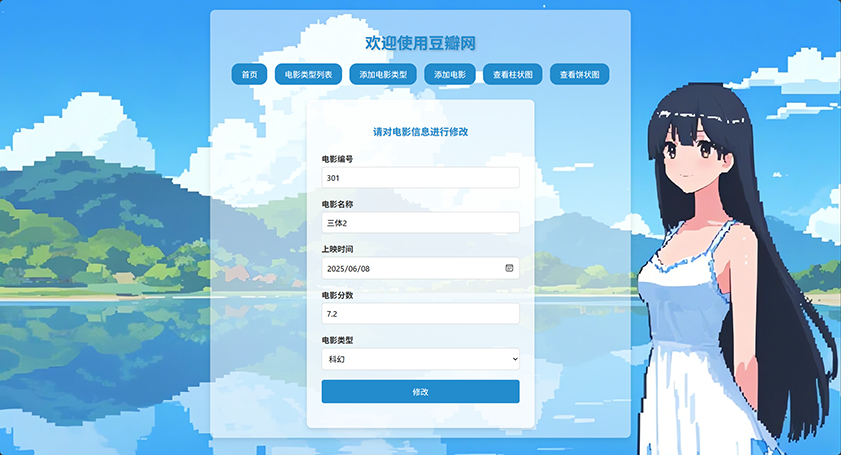 欢迎使用豆瓣网
首页 电影类型列表 添加电影类型 添加电影 查看柱状图 查看饼状图
请对电影信息进行修改
电影编号
301
电影名称
三体2
上映时间
2025/06/08
电影分数
7.2
电影类型
科幻
修改